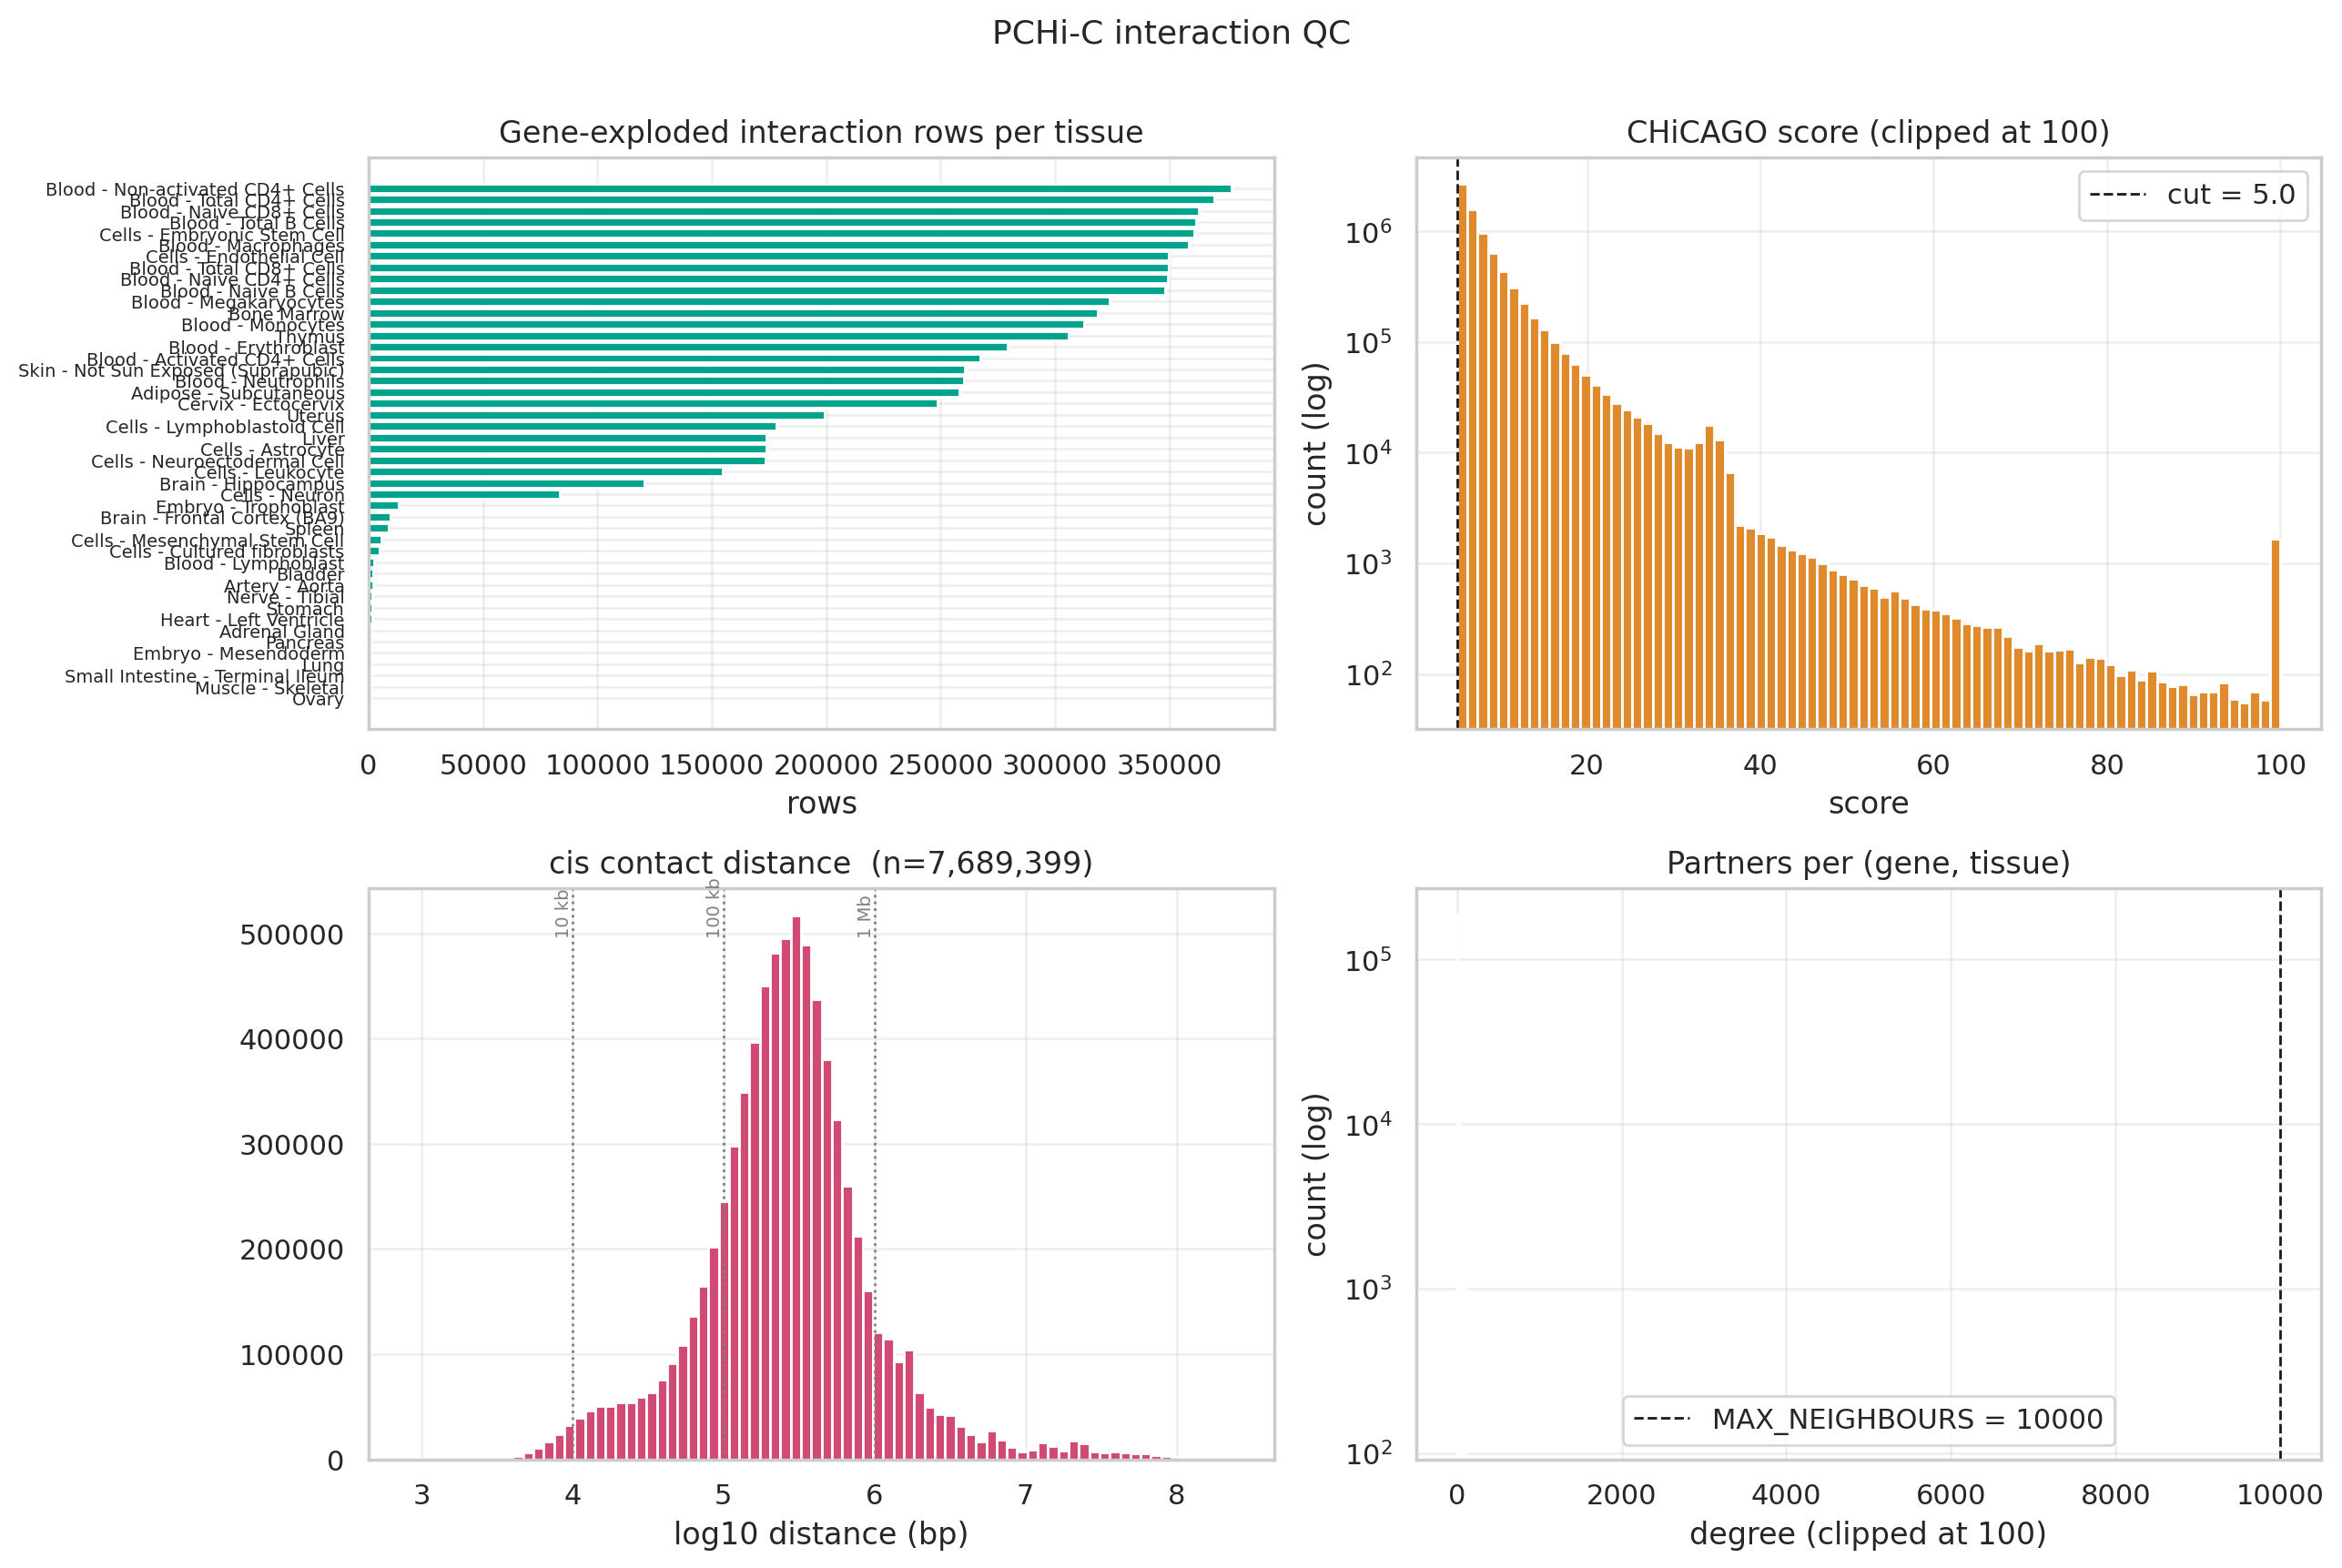 PCHi-C interaction QC
Gene-exploded interaction rows per tissue
Blood - Non-activated CD4+ Cells
Blood - Total CD4+ Cells
Blood - Naive CD8+ Cells
Blood - Total B Cells
Cells - Embryonic Stem Cell
Blood - Macrophages
Cells - Endothelial Cell
Blood - Total CD8+ Cells
Blood - Naive CD4+ Cells
Blood - Naive B Cells
Blood - Megakaryocytes
Bone Marrow
Blood - Monocytes
Thymus
Blood - Erythroblast
Blood - Activated CD4+ Cells
Skin - Not Sun Exposed (Suprapubic)
Blood - Neutrophils
Adipose - Subcutaneous
Cervix - Ectocervix
Uterus
Cells - Lymphoblastoid Cell
Liver
Cells - Astrocyte
Cells - Neuroectodermal Cell
Cells - Leukocyte
Brain - Hippocampus
Cells - Neuron
Embryo - Trophoblast
Brain - Frontal Cortex (BA9)
Spleen
Cells - Mesenchymal Stem Cell
Cells - Cultured fibroblasts
Blood - Lymphoblast
Bladder
Artery - Aorta
Nerve - Tibial
Stomach
Heart - Left Ventricle
Adrenal Gland
Pancreas
Embryo - Mesendoderm
Lung
Small Intestine - Terminal Ileum
Muscle - Skeletal
Ovary
0 50000 100000 150000 200000 250000 300000 350000
rows
CHiCAGO score (clipped at 100)
cut = 5.0
count (log)
10⁶
10⁵
10⁴
10³
10²
20 40 60 80 100
score
cis contact distance (n=7,689,399)
10 kb
100 kb
1 Mb
500000
400000
300000
200000
100000
0
3 4 5 6 7 8
log10 distance (bp)
Partners per (gene, tissue)
count (log)
10⁵
10⁴
10³
10²
MAX_NEIGHBOURS = 10000
0 2000 4000 6000 8000 10000
degree (clipped at 100)